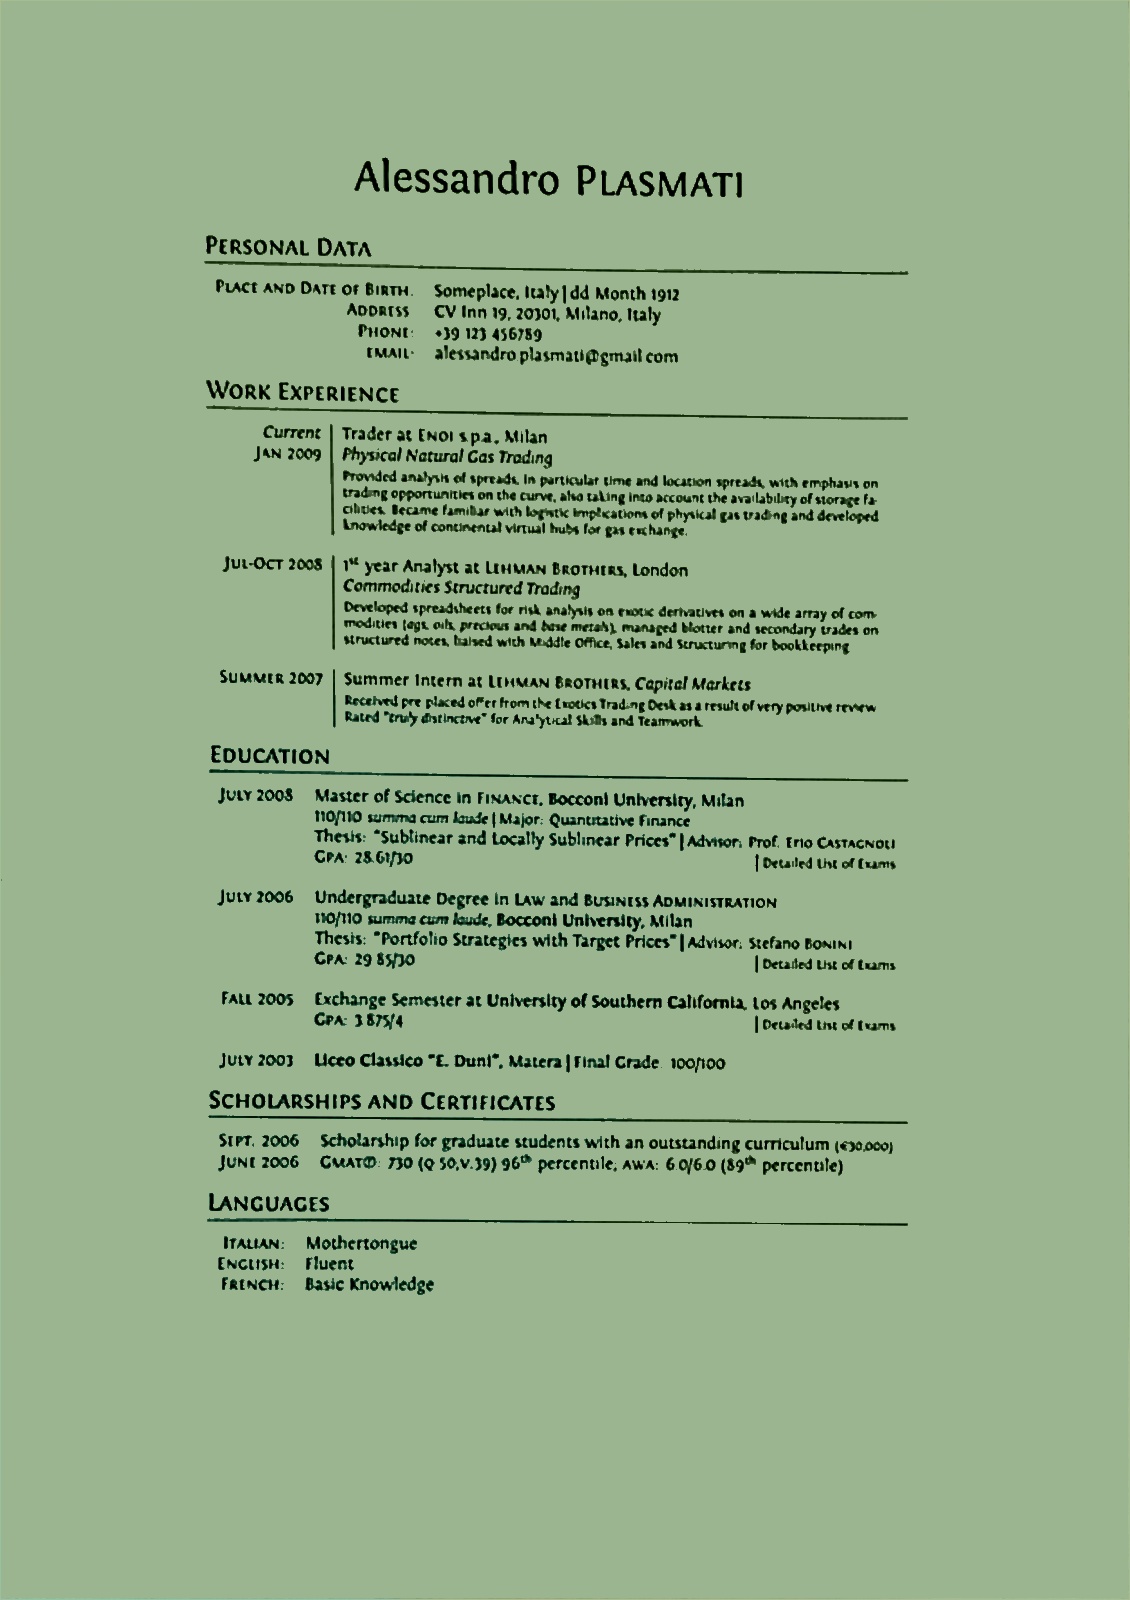 Alessandro PLASMATI
PERSONAL DATA
PLACE AND DATE OF BIRTH: Someplace, Italy | dd Month 1912
ADDRESS CV Inn 19, 20301, Milano, Italy
PHONE: +39 123 456789
EMAIL: alessandro.plasmati@gmail.com
WORK EXPERIENCE
Current Trader at ENOI s.p.a., Milan
JAN 2009 Physical Natural Gas Trading
Provided analysis of spreads, in particular time and location spreads, with emphasis on
trading opportunities on the curve, also taking into account the availability of storage fa-
cilities. Became familiar with logistic implications of physical gas trading and developed
knowledge of continental virtual hubs for gas exchange.
JUL-OCT 2008 1st year Analyst at LEHMAN BROTHERS, London
Commodities Structured Trading
Developed spreadsheets for risk analysis on exotic derivatives on a wide array of com-
modities (ags, oils, precious and base metals), managed blotter and secondary trades on
structured notes, liaised with Middle Office, Sales and Structuring for bookkeeping
SUMMER 2007 Summer Intern at LEHMAN BROTHERS, Capital Markets
Received pre placed offer from the Exotics Trading Desk as a result of very positive review
Rated "truly distinctive" for Analytical Skills and Teamwork.
EDUCATION
JULY 2008 Master of Science in FINANCE, Bocconi University, Milan
110/110 summa cum laude | Major: Quantitative Finance
Thesis: "Sublinear and Locally Sublinear Prices" | Advisor: Prof. Erio CASTAGNOLI
GPA: 28.61/30 | Detailed List of Exams
JULY 2006 Undergraduate Degree in LAW and BUSINESS ADMINISTRATION
110/110 summa cum laude, Bocconi University, Milan
Thesis: "Portfolio Strategies with Target Prices" | Advisor: Stefano BONINI
GPA: 29.85/30 | Detailed List of Exams
FALL 2005 Exchange Semester at University of Southern California, Los Angeles
GPA: 3.875/4 | Detailed List of Exams
JULY 2003 Liceo Classico "E. Duni", Matera | Final Grade: 100/100
SCHOLARSHIPS AND CERTIFICATES
SEPT. 2006 Scholarship for graduate students with an outstanding curriculum (€30,000)
JUNE 2006 GMAT®: 730 (Q:50,V:39) 96th percentile; AWA: 6.0/6.0 (89th percentile)
LANGUAGES
ITALIAN: Mothertongue
ENGLISH: Fluent
FRENCH: Basic Knowledge